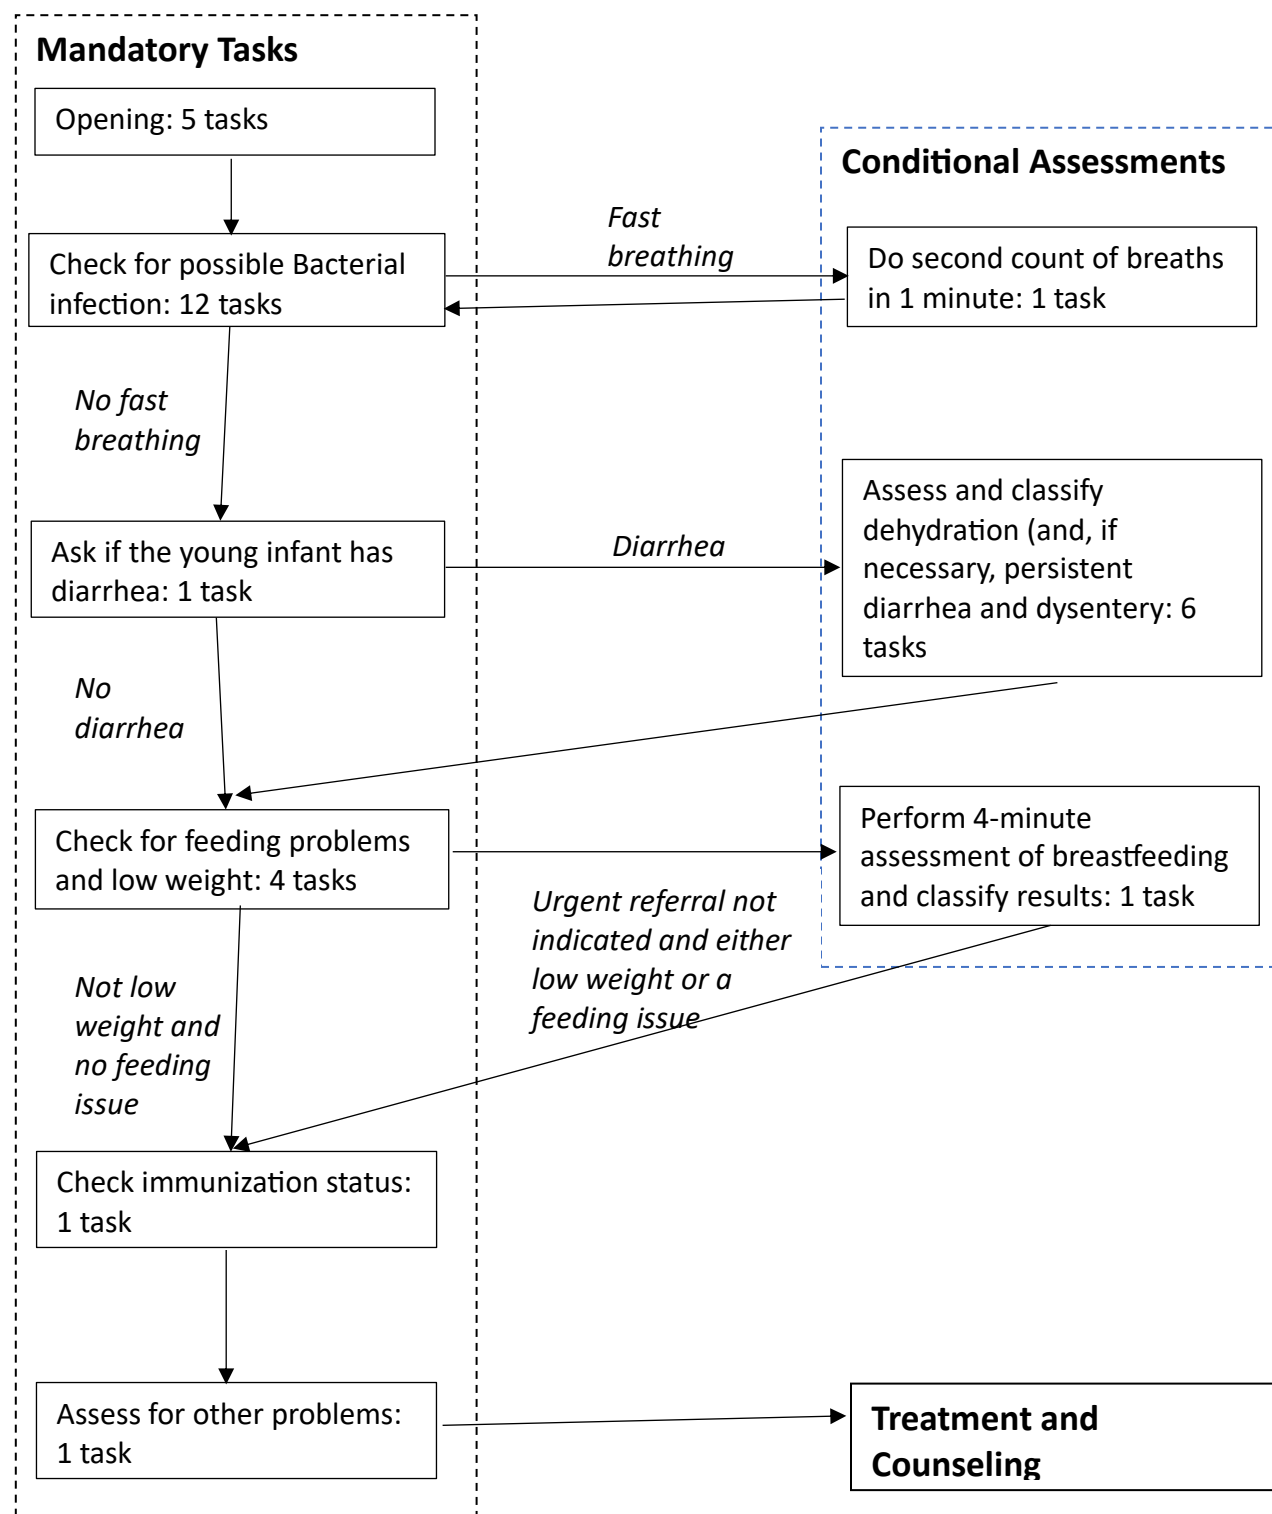 Mandatory Tasks
Opening: 5 tasks
Conditional Assessments
Fast
breathing
Check for possible Bacterial
infection: 12 tasks
Do second count of breaths
in 1 minute: 1 task
No fast
breathing
Ask if the young infant has
diarrhea: 1 task
Diarrhea
Assess and classify
dehydration (and, if
necessary, persistent
diarrhea and dysentery: 6
tasks
No
diarrhea
Check for feeding problems
and low weight: 4 tasks
Perform 4-minute
assessment of breastfeeding
and classify results: 1 task
Urgent referral not
indicated and either
low weight or a
feeding issue
Not low
weight and
no feeding
issue
Check immunization status:
1 task
Assess for other problems:
1 task
Treatment and
Counseling